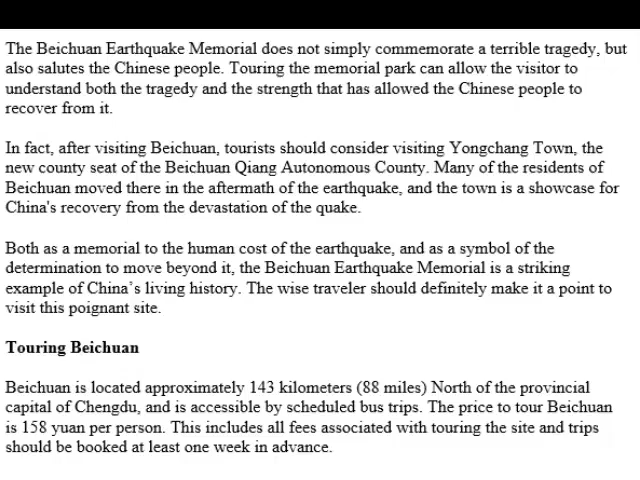 The Beichuan Earthquake Memorial does not simply commemorate a terrible tragedy, but
also salutes the Chinese people. Touring the memorial park can allow the visitor to
understand both the tragedy and the strength that has allowed the Chinese people to
recover from it.
In fact, after visiting Beichuan, tourists should consider visiting Yongchang Town, the
new county seat of the Beichuan Qiang Autonomous County. Many of the residents of
Beichuan moved there in the aftermath of the earthquake, and the town is a showcase for
China's recovery from the devastation of the quake.
Both as a memorial to the human cost of the earthquake, and as a symbol of the
determination to move beyond it, the Beichuan Earthquake Memorial is a striking
example of China’s living history. The wise traveler should definitely make it a point to
visit this poignant site.
Touring Beichuan
Beichuan is located approximately 143 kilometers (88 miles) North of the provincial
capital of Chengdu, and is accessible by scheduled bus trips. The price to tour Beichuan
is 158 yuan per person. This includes all fees associated with touring the site and trips
should be booked at least one week in advance.